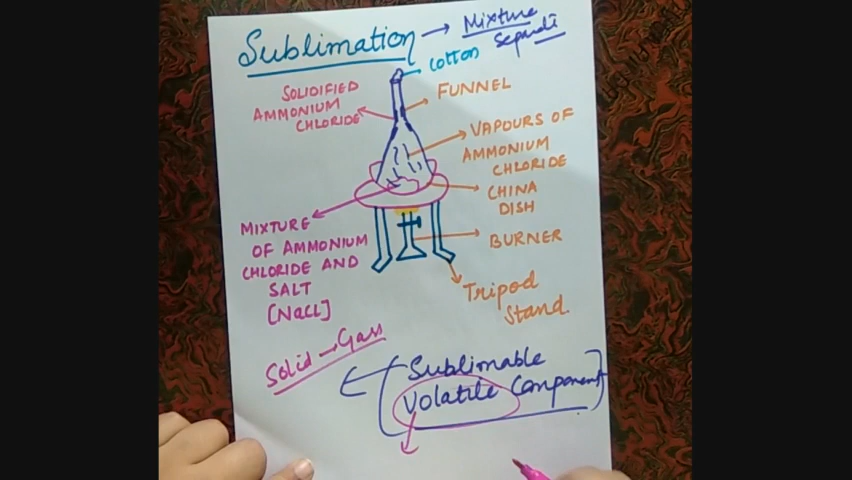 Sublimation → Mixture
Separati
Cotton
SOLIDIFIED
AMMONIUM
CHLORIDE
FUNNEL
VAPOURS OF
AMMONIUM
CHLORIDE
CHINA
DISH
MIXTURE
OF AMMONIUM
CHLORIDE AND
SALT
[NaCl]
BURNER
Tripod
Stand.
Solid → Gass
Sublimable
Volatile Component